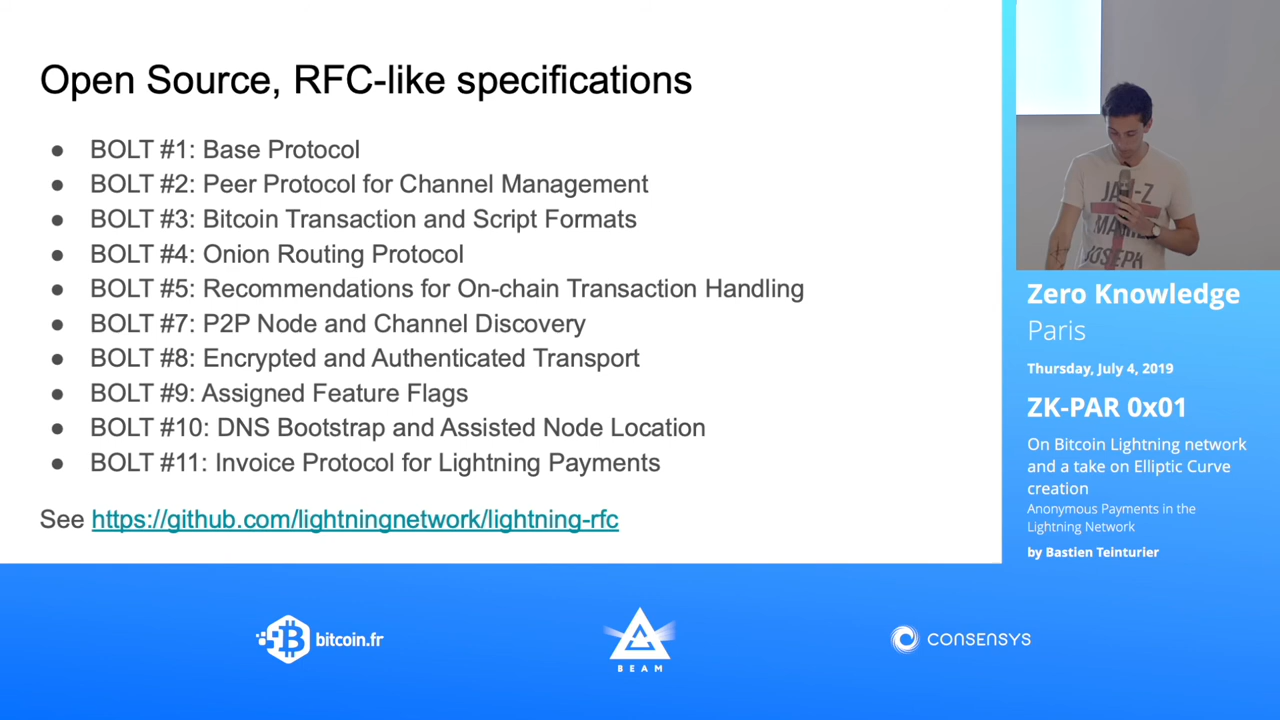 Open Source, RFC-like specifications
● BOLT #1: Base Protocol
● BOLT #2: Peer Protocol for Channel Management
● BOLT #3: Bitcoin Transaction and Script Formats
● BOLT #4: Onion Routing Protocol
● BOLT #5: Recommendations for On-chain Transaction Handling
● BOLT #7: P2P Node and Channel Discovery
● BOLT #8: Encrypted and Authenticated Transport
● BOLT #9: Assigned Feature Flags
● BOLT #10: DNS Bootstrap and Assisted Node Location
● BOLT #11: Invoice Protocol for Lightning Payments
See https://github.com/lightningnetwork/lightning-rfc
JOSEPH
Zero Knowledge
Paris
Thursday, July 4, 2019
ZK-PAR 0x01
On Bitcoin Lightning network
and a take on Elliptic Curve
creation
Anonymous Payments in the
Lightning Network
by Bastien Teinturier
bitcoin.fr
BEAM
CONSENSYS